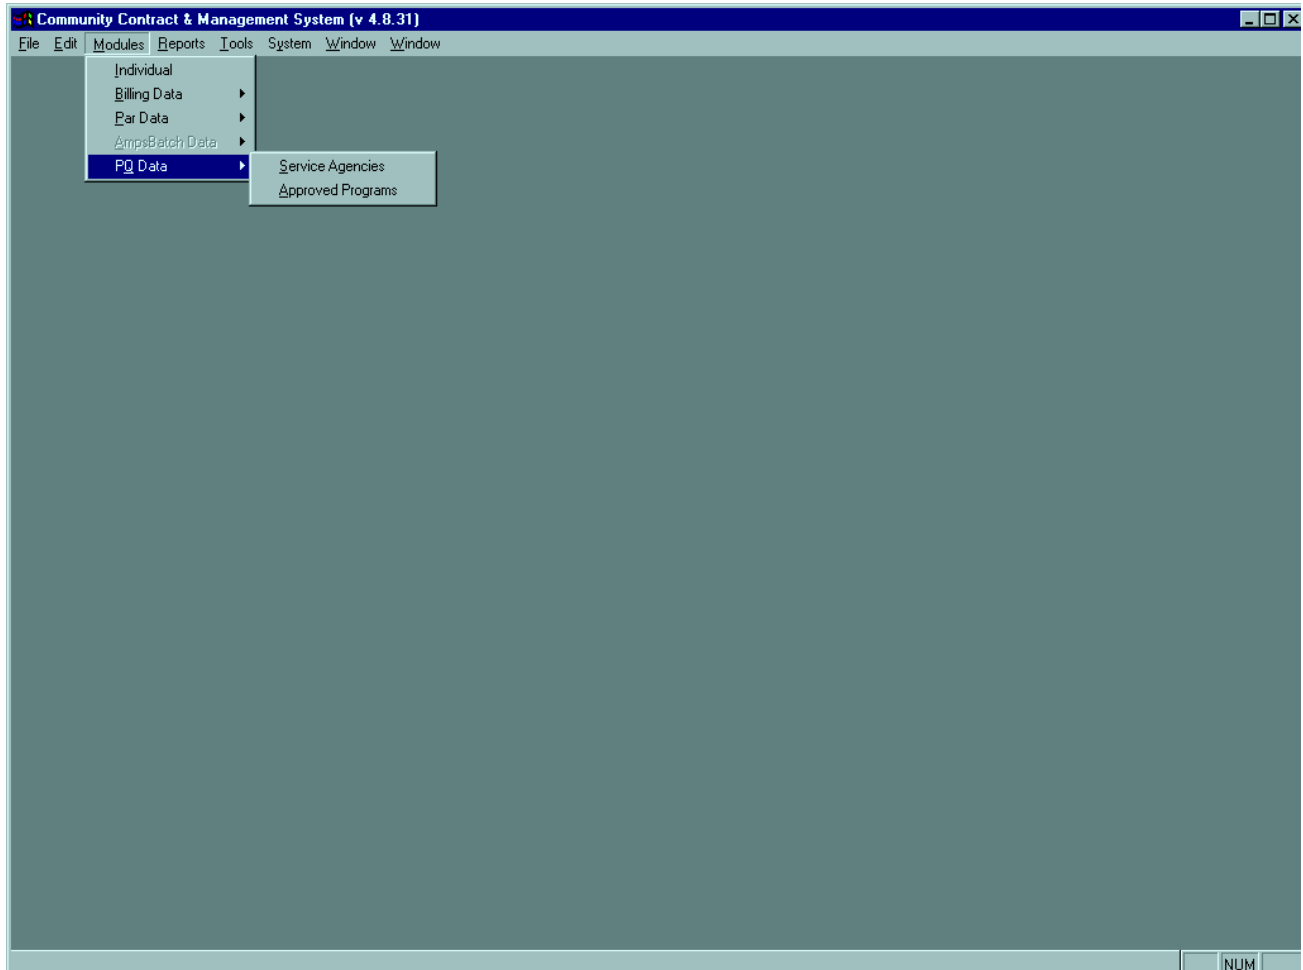 Community Contract & Management System (v 4.8.31)
File Edit Modules Reports Tools System Window Window
Individual
Billing Data
Par Data
AmpsBatch Data
PQ Data
Service Agencies
Approved Programs
NUM